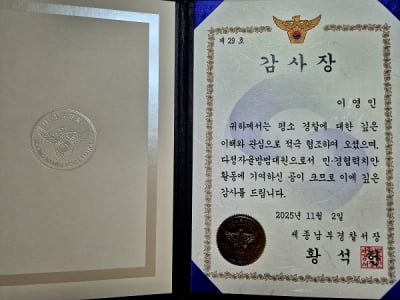 제 29 호
감사장
이영인
귀하께서는 평소 경찰에 대한 깊은
이해와 관심으로 적극 협조하여 오셨으며,
다정자율방범대원으로서 민·경협력치안
활동에 기여하신 공이 크므로 이에 깊은
감사를 드립니다.
2025년 11월 2일
세종남부경찰서장
황석헌